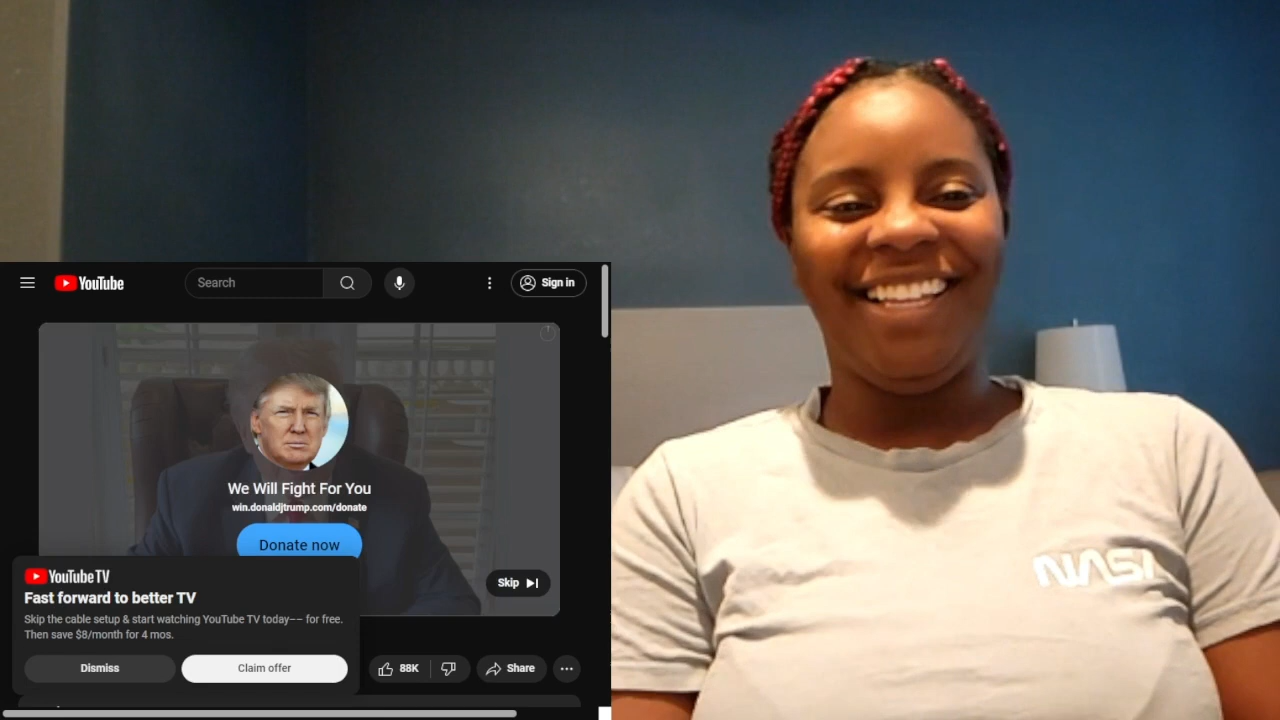 YouTube
Search
Sign in
We Will Fight For You
win.donaldjtrump.com/donate
Donate now
Skip
YouTube TV
Fast forward to better TV
Skip the cable setup & start watching YouTube TV today–– for free.
Then save $8/month for 4 mos.
Dismiss
Claim offer
88K
Share